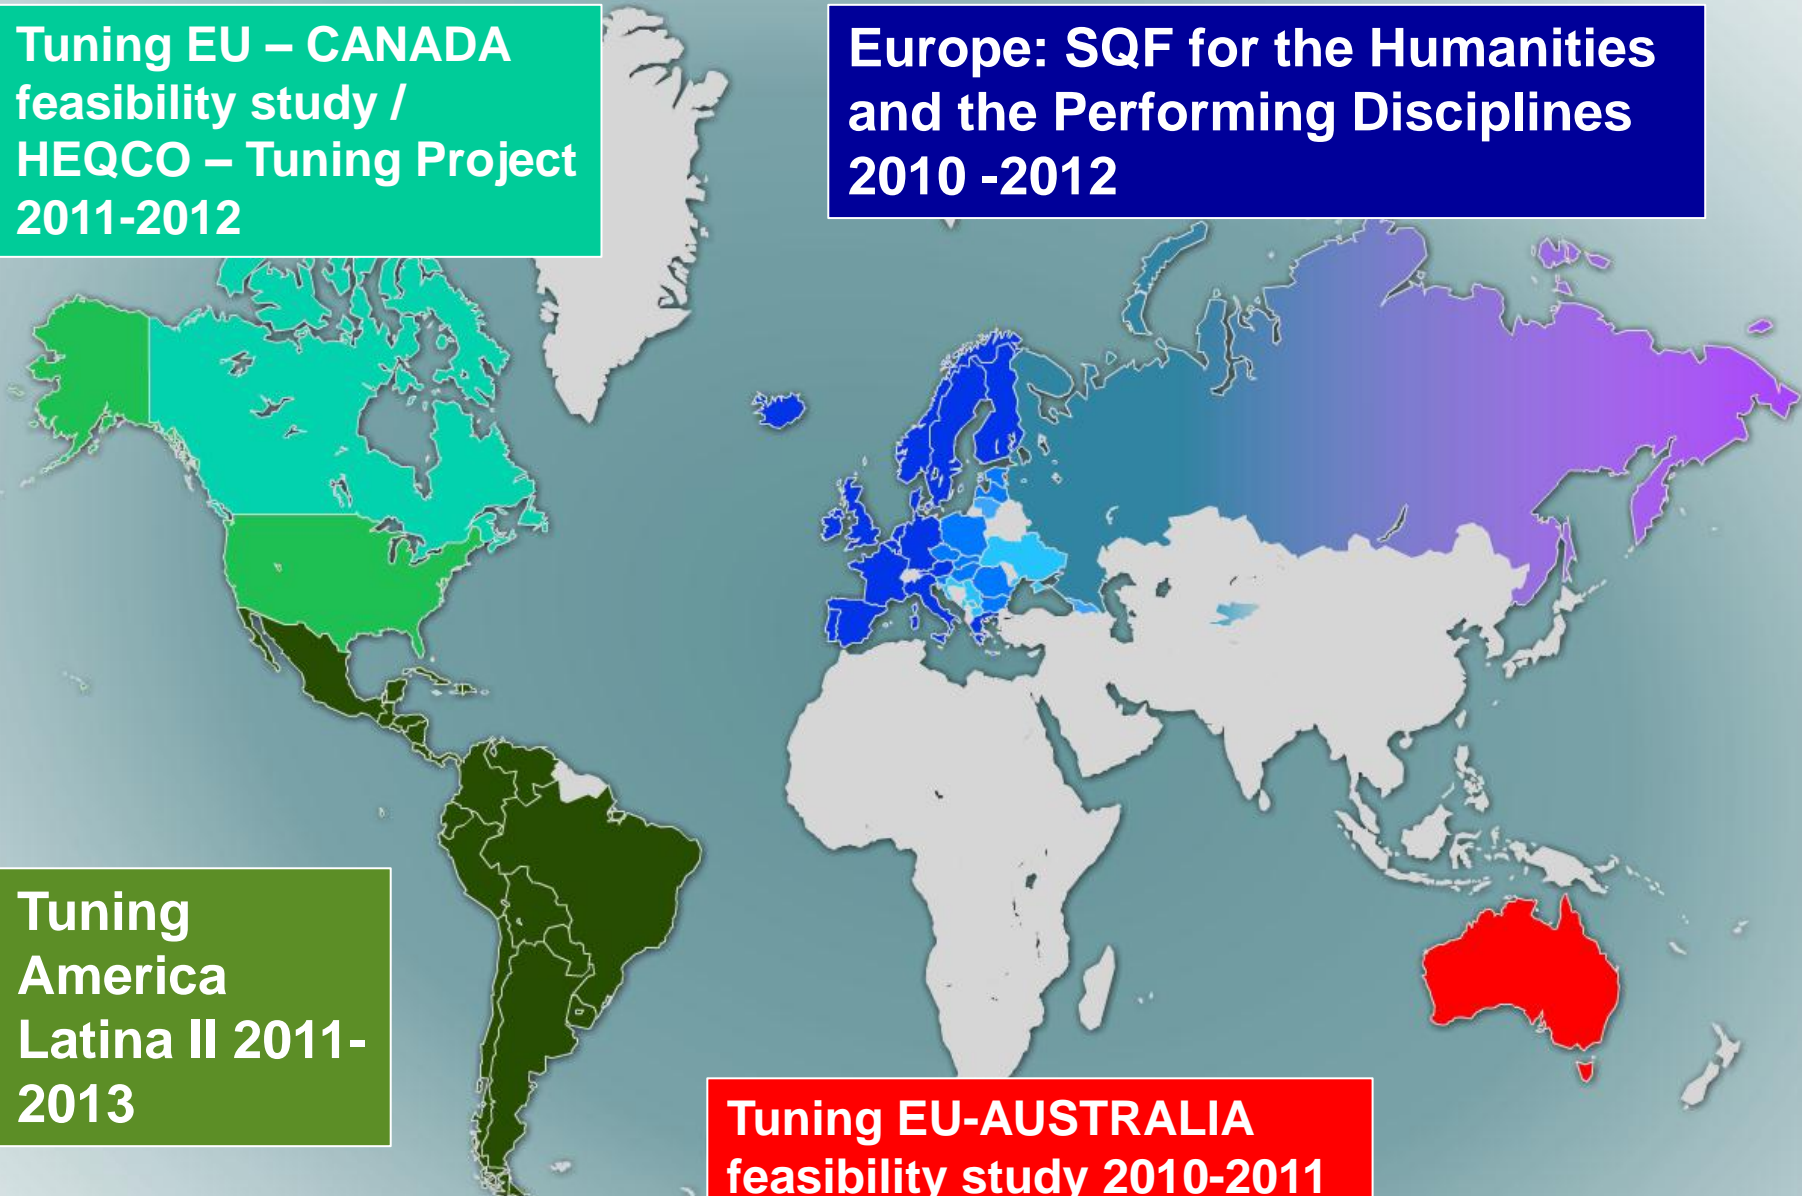 Tuning EU – CANADA
feasibility study /
HEQCO – Tuning Project
2011-2012
Europe: SQF for the Humanities
and the Performing Disciplines
2010 -2012
Tuning
America
Latina II 2011-
2013
Tuning EU-AUSTRALIA
feasibility study 2010-2011